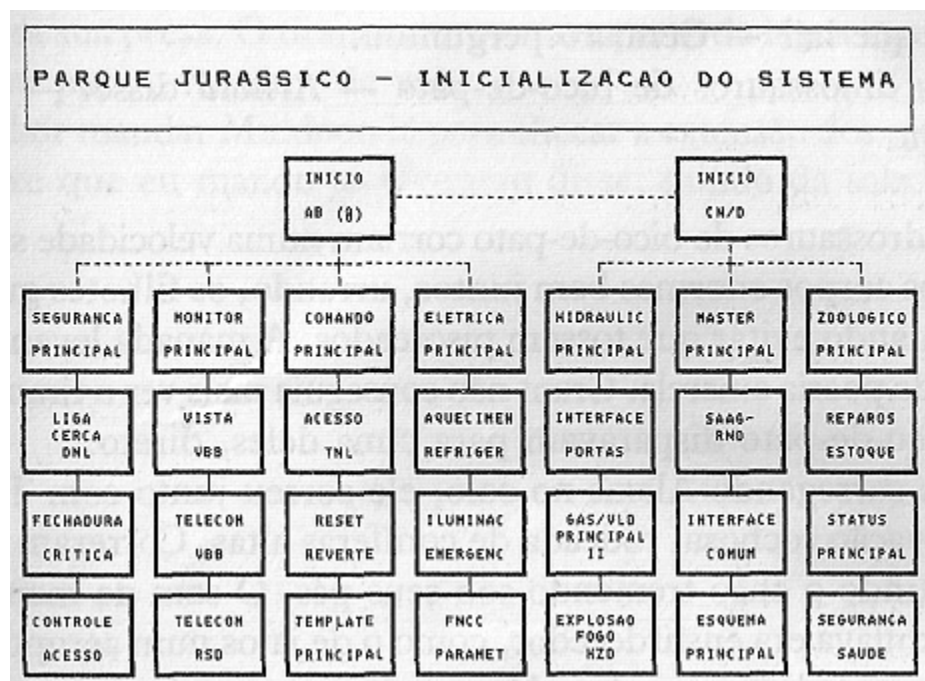 PARQUE JURASSICO — INICIALIZACAO DO SISTEMA
INICIO
AB (0)
INICIO
CN/D
SEGURANCA
PRINCIPAL
MONITOR
PRINCIPAL
COMANDO
PRINCIPAL
ELETRICA
PRINCIPAL
HIDRAULIC
PRINCIPAL
MASTER
PRINCIPAL
ZOOLOGICO
PRINCIPAL
LIGA
CERCA
DNL
VISTA
VBB
ACESSO
TNL
AQUECIMEN
REFRIGER
INTERFACE
PORTAS
SAAG-
RND
REPAROS
ESTOQUE
FECHADURA
CRITICA
TELECOM
VBB
RESET
REVERTE
ILUMINAC
EMERGENC
GAS/VLD
PRINCIPAL
II
INTERFACE
COMUM
STATUS
PRINCIPAL
CONTROLE
ACESSO
TELECOM
RSD
TEMPLATE
PRINCIPAL
FNCC
PARAMET
EXPLOSAO
FOGO
HZD
ESQUEMA
PRINCIPAL
SEGURANCA
SAUDE